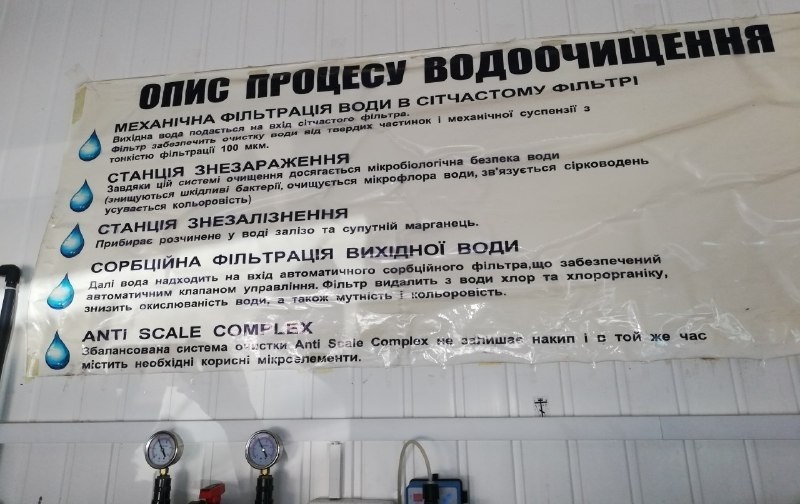 ОПИС ПРОЦЕСУ ВОДООЧИЩЕННЯ
МЕХАНІЧНА ФІЛЬТРАЦІЯ ВОДИ В СІТЧАСТОМУ ФІЛЬТРІ
Вихідна вода подається на вхід сітчастого фільтра.
Фільтр забезпечить очистку води від твердих частинок і механічної суспензії з
тонкістю фільтрації 100 мкм.
СТАНЦІЯ ЗНЕЗАРАЖЕННЯ
Завдяки цій системі очищення досягається мікробіологічна безпека води
(знищуються шкідливі бактерії, очищується мікрофлора води, зв'язується сірководень
усувається кольоровість)
СТАНЦІЯ ЗНЕЗАЛІЗНЕННЯ
Прибирає розчинене у воді залізо та супутній марганець.
СОРБЦІЙНА ФІЛЬТРАЦІЯ ВИХІДНОЇ ВОДИ
Далі вода надходить на вхід автоматичного сорбційного фільтра,що забезпечений
автоматичним клапаном управління. Фільтр видалить з води хлор та хлорорганіку,
знизить окислюваність води, а також мутність і кольоровість.
ANTI SCALE COMPLEX
Збалансована система очистки Anti Scale Complex не залишає накип і в той же час
містить необхідні корисні мікроелементи.